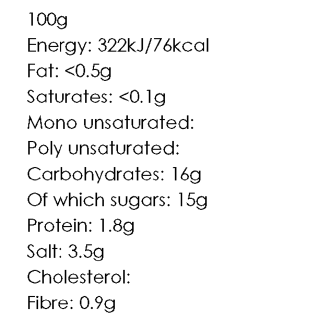 100g
Energy: 322kJ/76kcal
Fat: <0.5g
Saturates: <0.1g
Mono unsaturated:
Poly unsaturated:
Carbohydrates: 16g
Of which sugars: 15g
Protein: 1.8g
Salt: 3.5g
Cholesterol:
Fibre: 0.9g